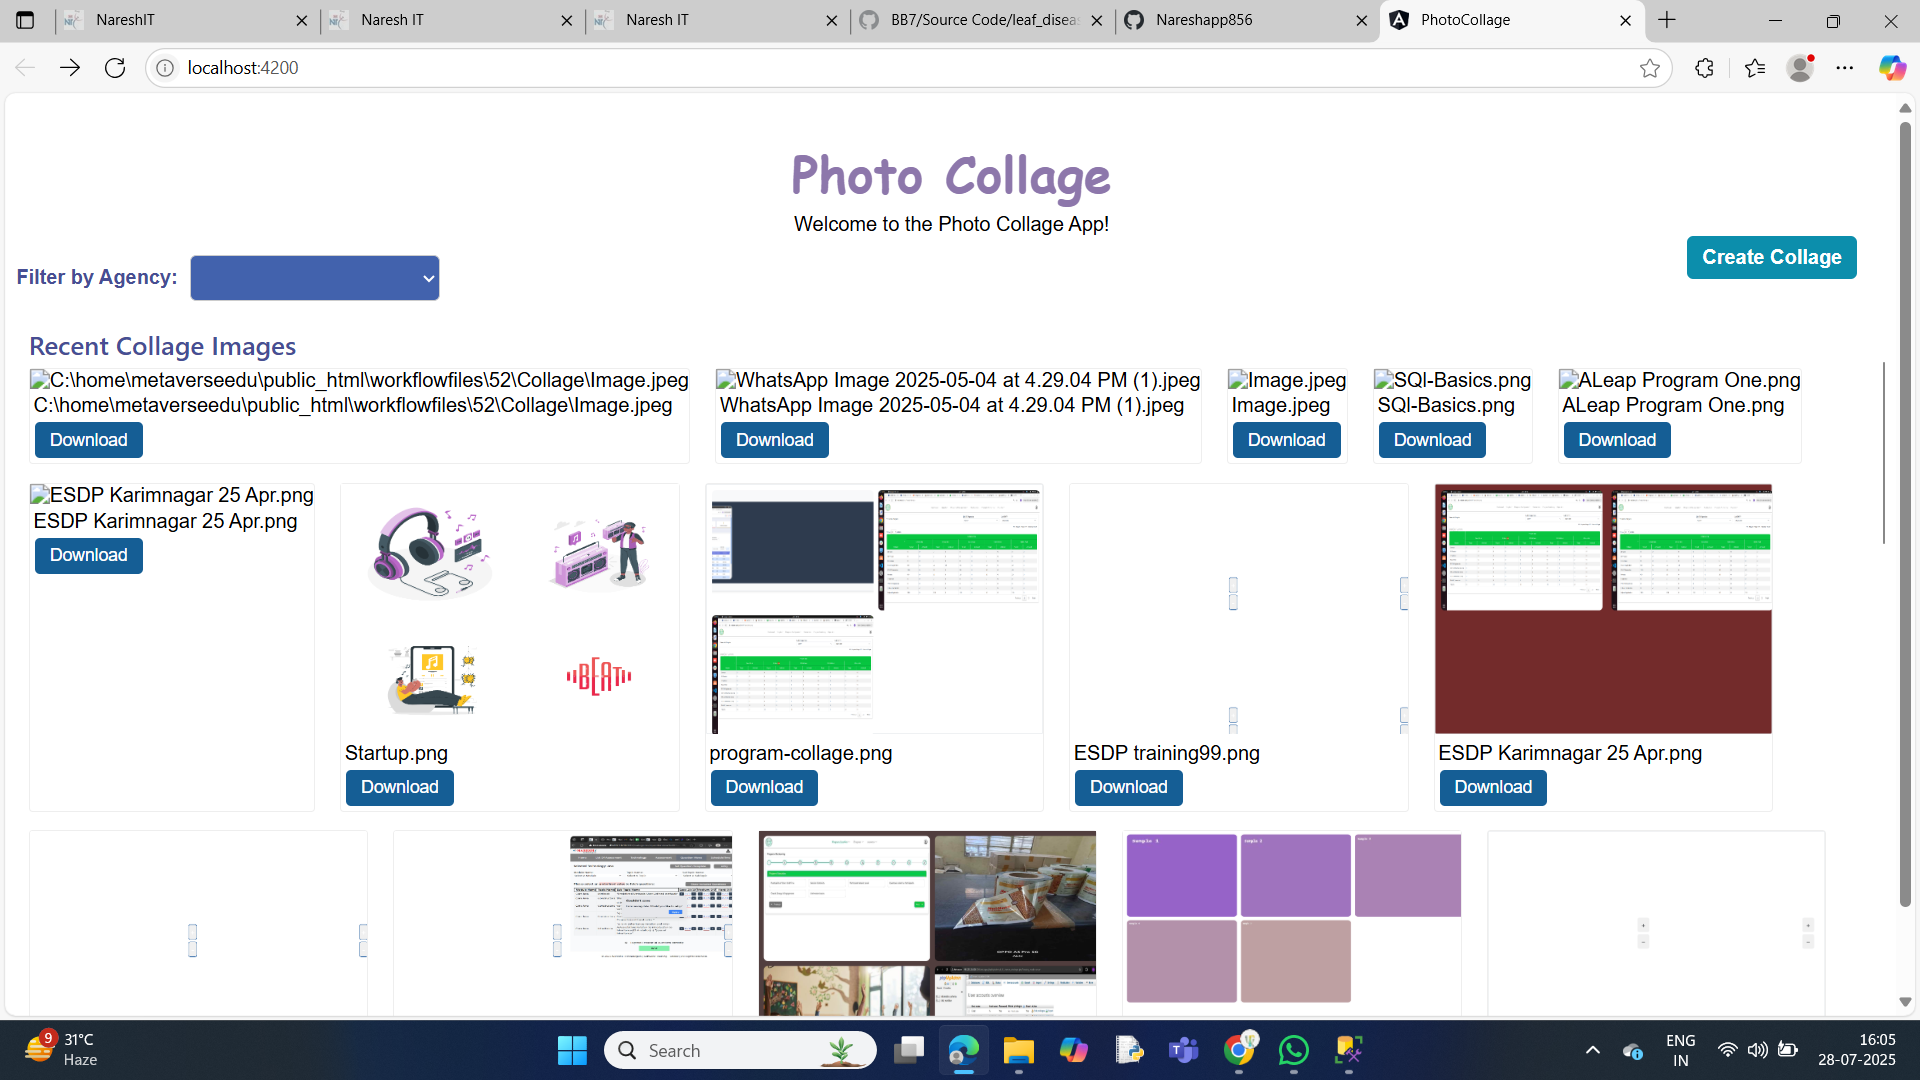 NareshIT
Naresh IT
Naresh IT
BB7/Source Code/leaf_disea
Nareshapp856
PhotoCollage
localhost:4200
Photo Collage
Welcome to the Photo Collage App!
Create Collage
Filter by Agency:
Recent Collage Images
C:\home\metaverseedu\public_html\workflowfiles\52\Collage\Image.jpeg
C:\home\metaverseedu\public_html\workflowfiles\52\Collage\Image.jpeg
Download
WhatsApp Image 2025-05-04 at 4.29.04 PM (1).jpeg
WhatsApp Image 2025-05-04 at 4.29.04 PM (1).jpeg
Download
Image.jpeg
Image.jpeg
Download
SQl-Basics.png
SQl-Basics.png
Download
ALeap Program One.png
ALeap Program One.png
Download
ESDP Karimnagar 25 Apr.png
ESDP Karimnagar 25 Apr.png
Download
BEAT
Startup.png
Download
program-collage.png
Download
ESDP training99.png
Download
ESDP Karimnagar 25 Apr.png
Download
9
31°C
Haze
Search
ENG
IN
16:05
28-07-2025